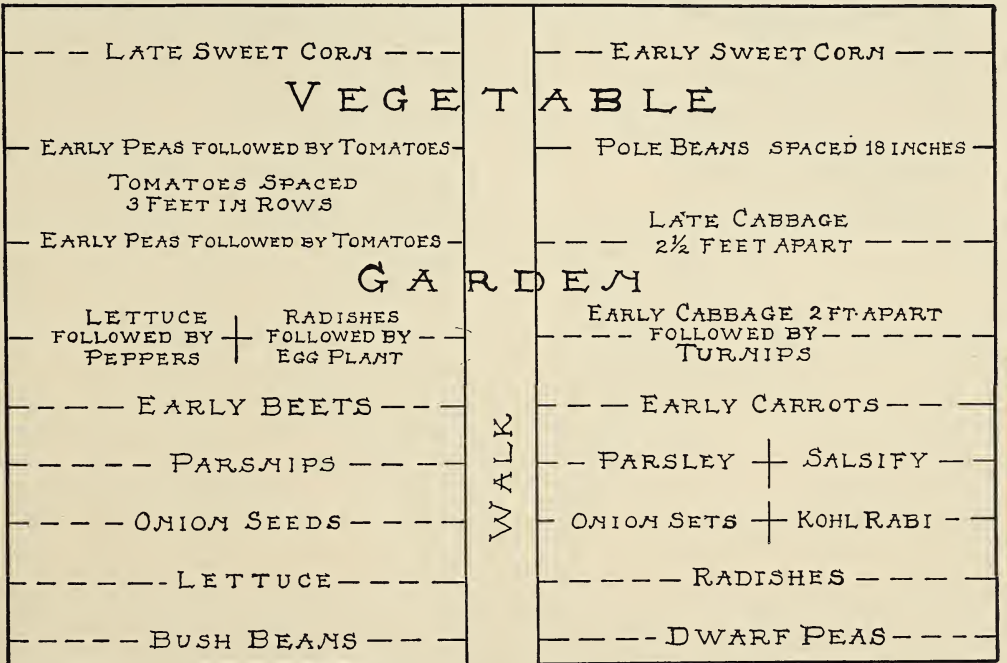 LATE SWEET CORN
EARLY SWEET CORN
VEGETABLE
EARLY PEAS FOLLOWED BY TOMATOES
POLE BEANS SPACED 18 INCHES
TOMATOES SPACED
3 FEET IN ROWS
EARLY PEAS FOLLOWED BY TOMATOES
LATE CABBAGE
2½ FEET APART
GARDEN
LETTUCE
FOLLOWED BY
PEPPERS
RADISHES
FOLLOWED BY
EGG PLANT
EARLY CABBAGE 2 FT APART
FOLLOWED BY
TURNIPS
EARLY BEETS
EARLY CARROTS
WALK
PARSNIPS
PARSLEY
SALSIFY
ONION SEEDS
ONION SETS
KOHL RABI
LETTUCE
RADISHES
BUSH BEANS
DWARF PEAS